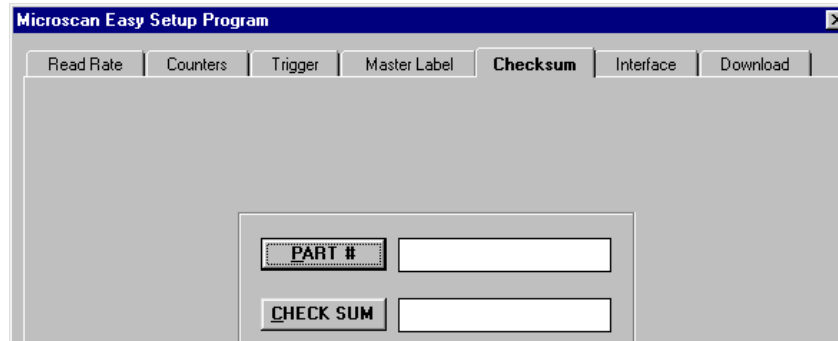 Microscan Easy Setup Program
Read Rate Counters Trigger Master Label Checksum Interface Download
PART #
CHECK SUM